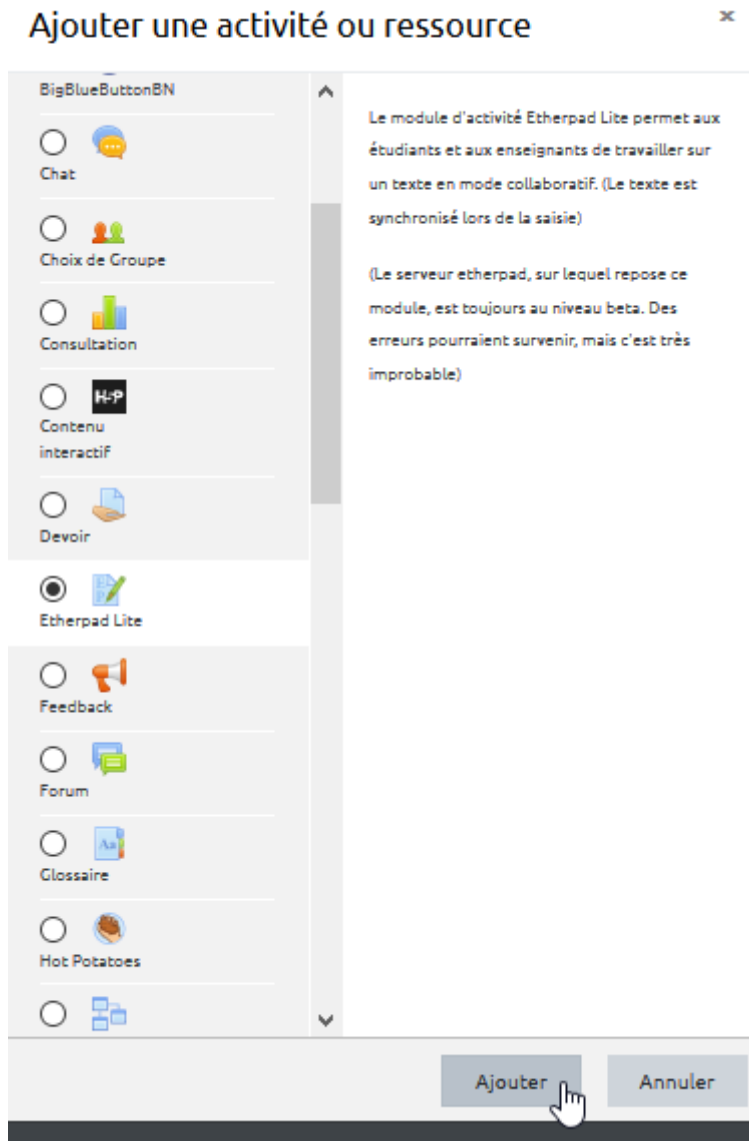 Ajouter une activité ou ressource
BigBlueButtonBN
Chat
Choix de Groupe
Consultation
H-P
Contenu
interactif
Devoir
Etherpad Lite
Feedback
Forum
Aa
Glossaire
Hot Potatoes
Le module d'activité Etherpad Lite permet aux
étudiants et aux enseignants de travailler sur
un texte en mode collaboratif. (Le texte est
synchronisé lors de la saisie)
(Le serveur etherpad, sur lequel repose ce
module, est toujours au niveau beta. Des
erreurs pourraient survenir, mais c'est très
improbable)
Ajouter
Annuler